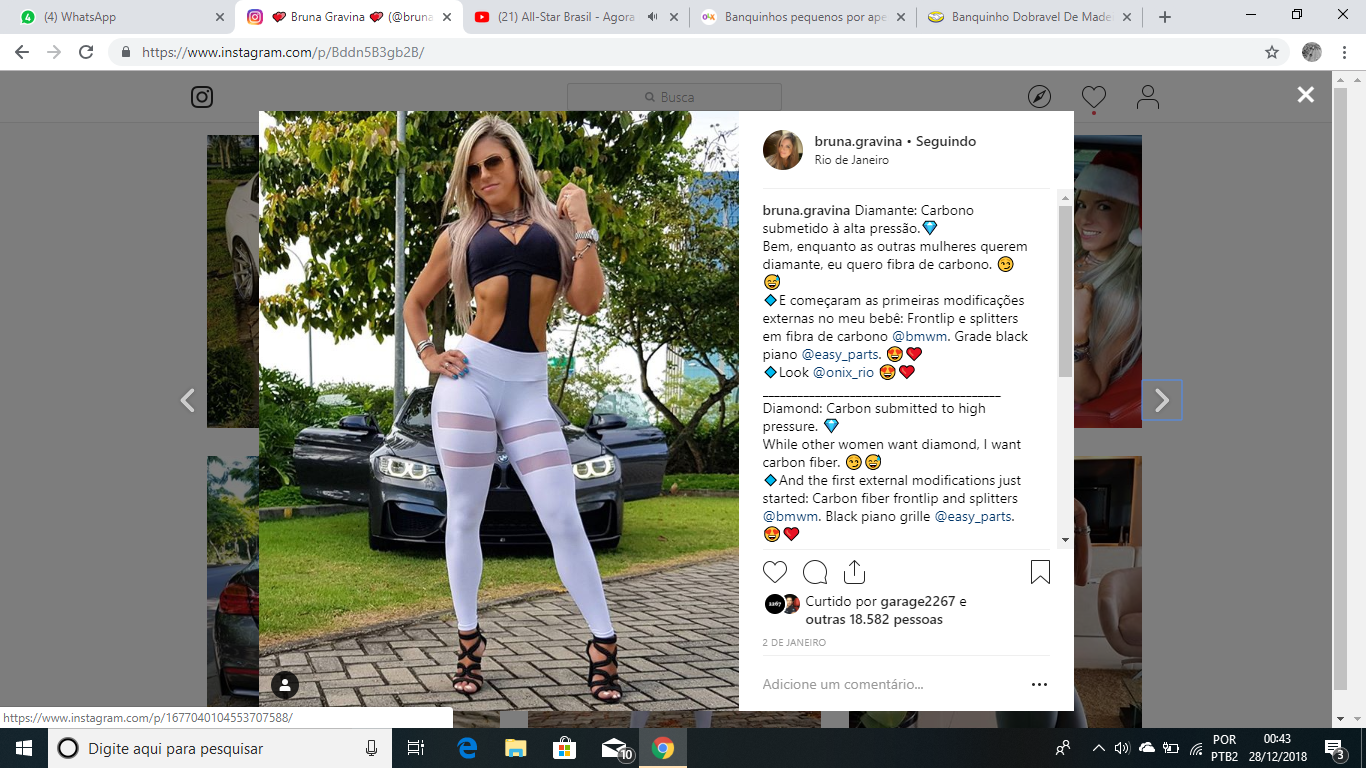 (4) WhatsApp
Bruna Gravina ❤ (@bruna
(21) All-Star Brasil - Agora
Banquinhos pequenos por ape
Banquinho Dobravel De Made
https://www.instagram.com/p/Bddn5B3gb2B/
Busca
bruna.gravina • Seguindo
Rio de Janeiro
bruna.gravina Diamante: Carbono
submetido à alta pressão.💎
Bem, enquanto as outras mulheres querem
diamante, eu quero fibra de carbono. 😏
😅
🔹E começaram as primeiras modificações
externas no meu bebê: Frontlip e splitters
em fibra de carbono @bmwm. Grade black
piano @easy_parts. 😍❤
🔹Look @onix_rio 😍❤
________________________________________
Diamond: Carbon submitted to high
pressure. 💎
While other women want diamond, I want
carbon fiber. 😏😅
🔹And the first external modifications just
started: Carbon fiber frontlip and splitters
@bmwm. Black piano grille @easy_parts.
😍❤
2267
Curtido por garage2267 e
outras 18.582 pessoas
2 DE JANEIRO
Adicione um comentário...
https://www.instagram.com/p/1677040104553707588/
Digite aqui para pesquisar
10
POR
PTB2
00:43
28/12/2018
3